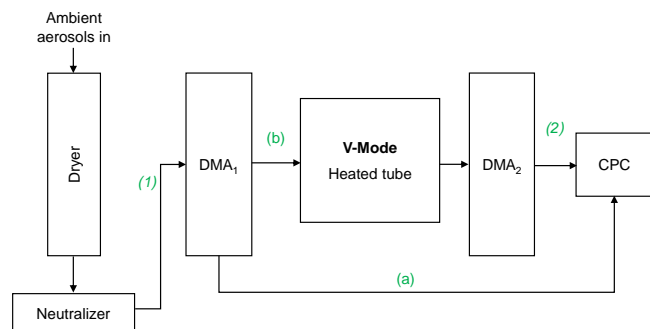 Ambient
aerosols in
Dryer
Neutralizer
(1)
DMA₁
(b)
V-Mode
Heated tube
DMA₂
(2)
CPC
(a)